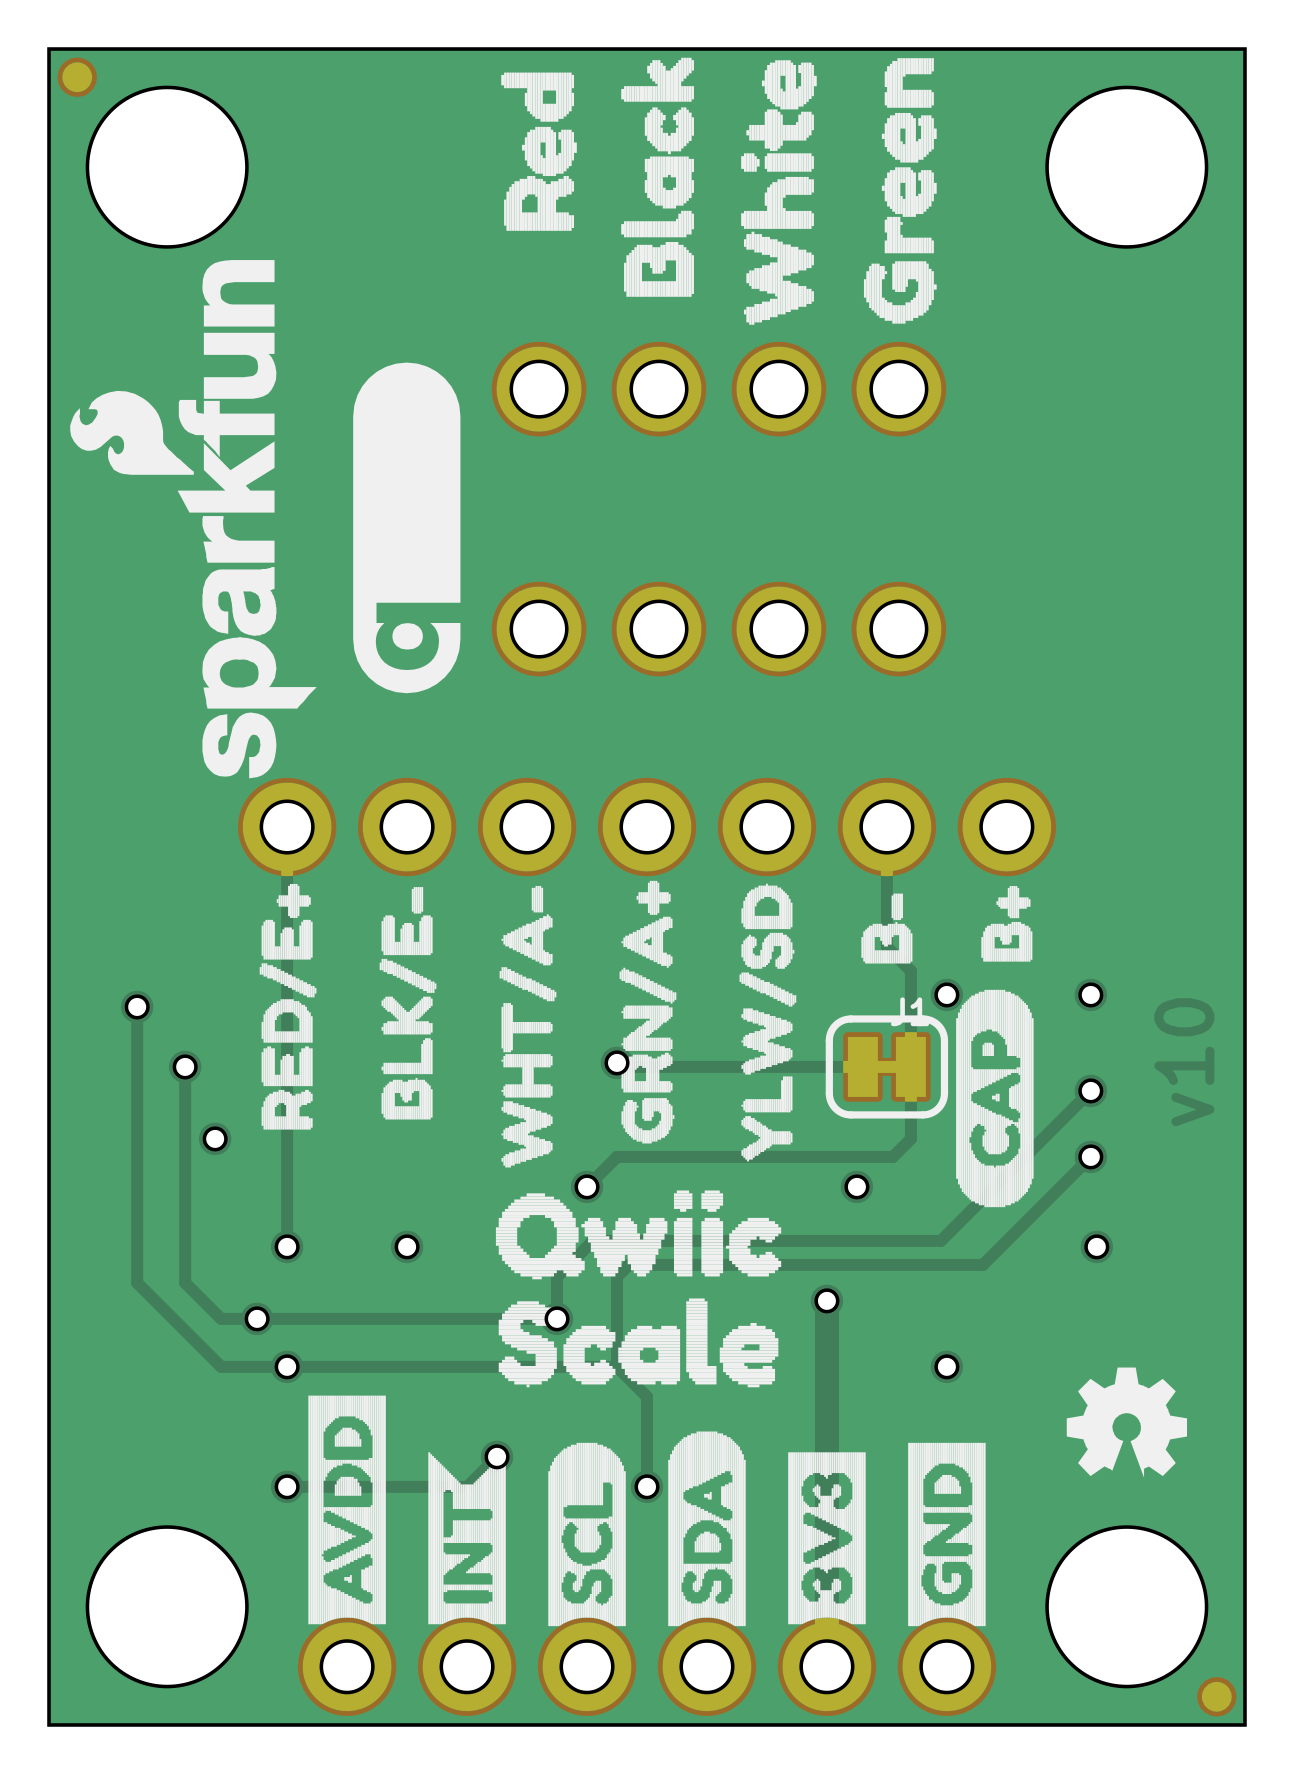 Red
Black
White
Green
sparkfun
q
RED/E+
BLK/E-
WHT/A-
GRN/A+
YLW/SD
B-
B+
J1
CAP
v10
Qwiic
Scale
AVDD
INT
SCL
SDA
3V3
GND